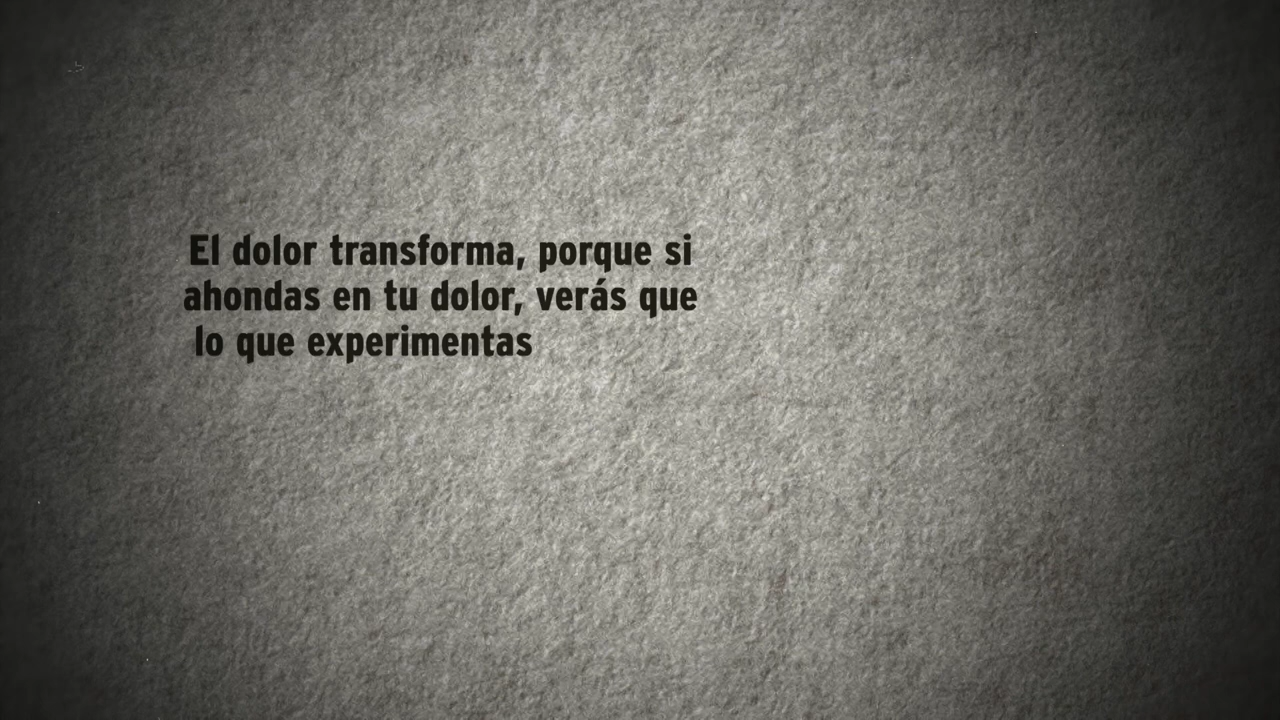 El dolor transforma, porque si
ahondas en tu dolor, verás que
lo que experimentas